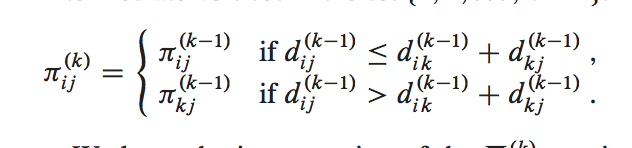 π_{ij}^{(k)} = { π_{ij}^{(k−1)} if d_{ij}^{(k−1)} ≤ d_{ik}^{(k−1)} + d_{kj}^{(k−1)} ,
π_{kj}^{(k−1)} if d_{ij}^{(k−1)} > d_{ik}^{(k−1)} + d_{kj}^{(k−1)} .